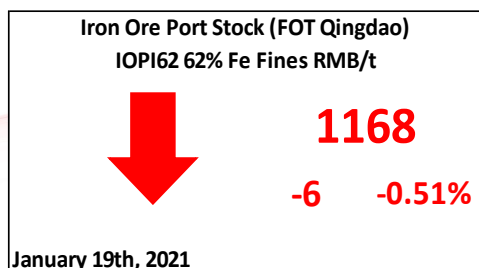 Iron Ore Port Stock (FOT Qingdao)
IOPI62 62% Fe Fines RMB/t
1168
-6 -0.51%
January 19th, 2021